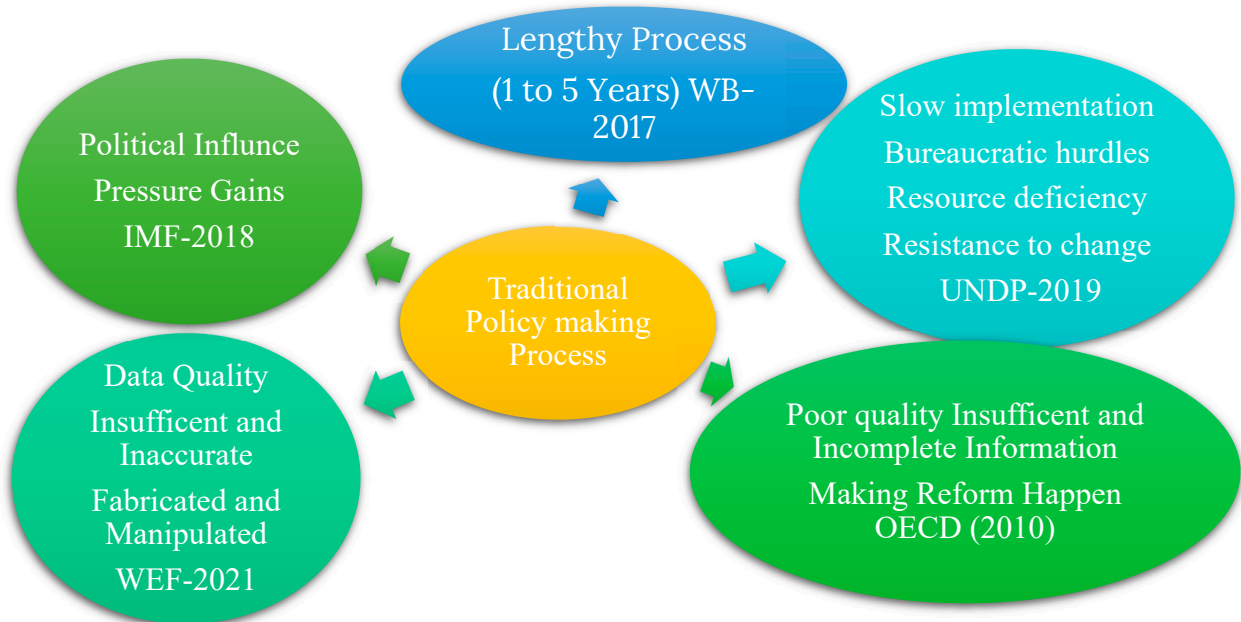 Lengthy Process
(1 to 5 Years) WB-
2017
Political Influnce
Pressure Gains
IMF-2018
Slow implementation
Bureaucratic hurdles
Resource deficiency
Resistance to change
UNDP-2019
Traditional
Policy making
Process
Data Quality
Insufficent and
Inaccurate
Fabricated and
Manipulated
WEF-2021
Poor quality Insufficent and
Incomplete Information
Making Reform Happen
OECD (2010)